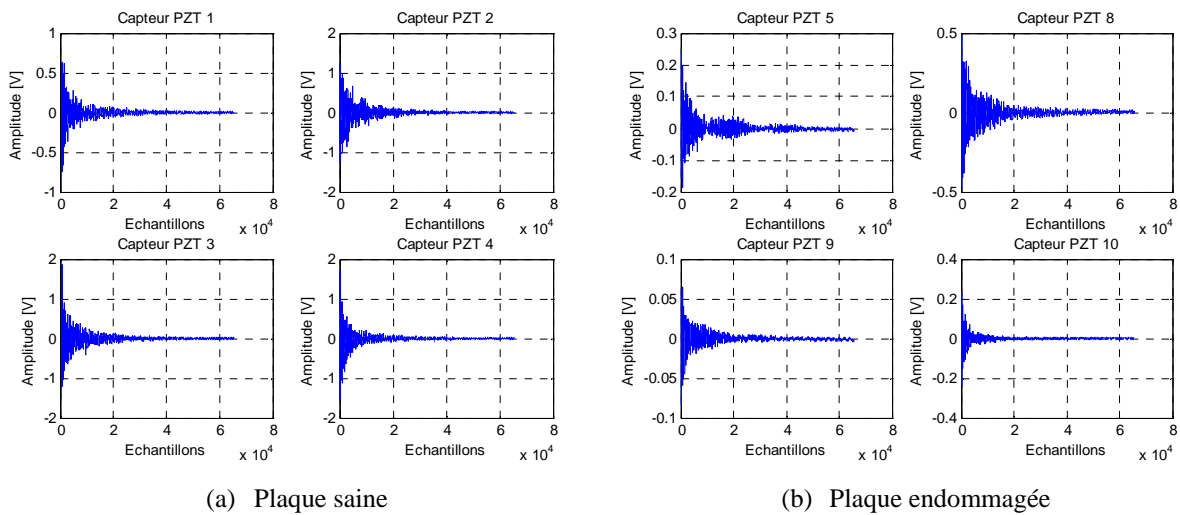 Capteur PZT 1
Amplitude [V]
1
0.5
0
-0.5
-1
0 2 4 6 8
Echantillons
x 10^4
Capteur PZT 2
Amplitude [V]
2
1
0
-1
-2
0 2 4 6 8
Echantillons
x 10^4
Capteur PZT 3
Amplitude [V]
2
1
0
-1
-2
0 2 4 6 8
Echantillons
x 10^4
Capteur PZT 4
Amplitude [V]
2
1
0
-1
-2
0 2 4 6 8
Echantillons
x 10^4
(a) Plaque saine
Capteur PZT 5
Amplitude [V]
0.3
0.2
0.1
0
-0.1
-0.2
0 2 4 6 8
Echantillons
x 10^4
Capteur PZT 8
Amplitude [V]
0.5
0
-0.5
0 2 4 6 8
Echantillons
x 10^4
Capteur PZT 9
Amplitude [V]
0.1
0.05
0
-0.05
-0.1
0 2 4 6 8
Echantillons
x 10^4
Capteur PZT 10
Amplitude [V]
0.4
0.2
0
-0.2
-0.4
0 2 4 6 8
Echantillons
x 10^4
(b) Plaque endommagée